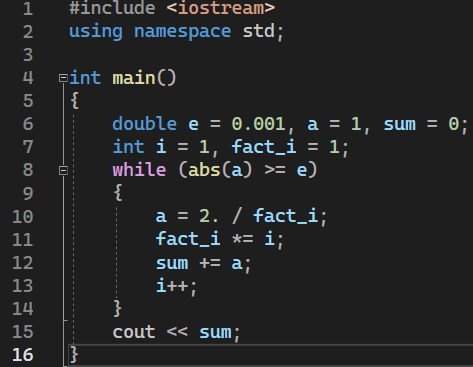 1 #include <iostream>
2 using namespace std;
3
4 int main()
5 {
6 double e = 0.001, a = 1, sum = 0;
7 int i = 1, fact_i = 1;
8 while (abs(a) >= e)
9 {
10 a = 2. / fact_i;
11 fact_i *= i;
12 sum += a;
13 i++;
14 }
15 cout << sum;
16 }